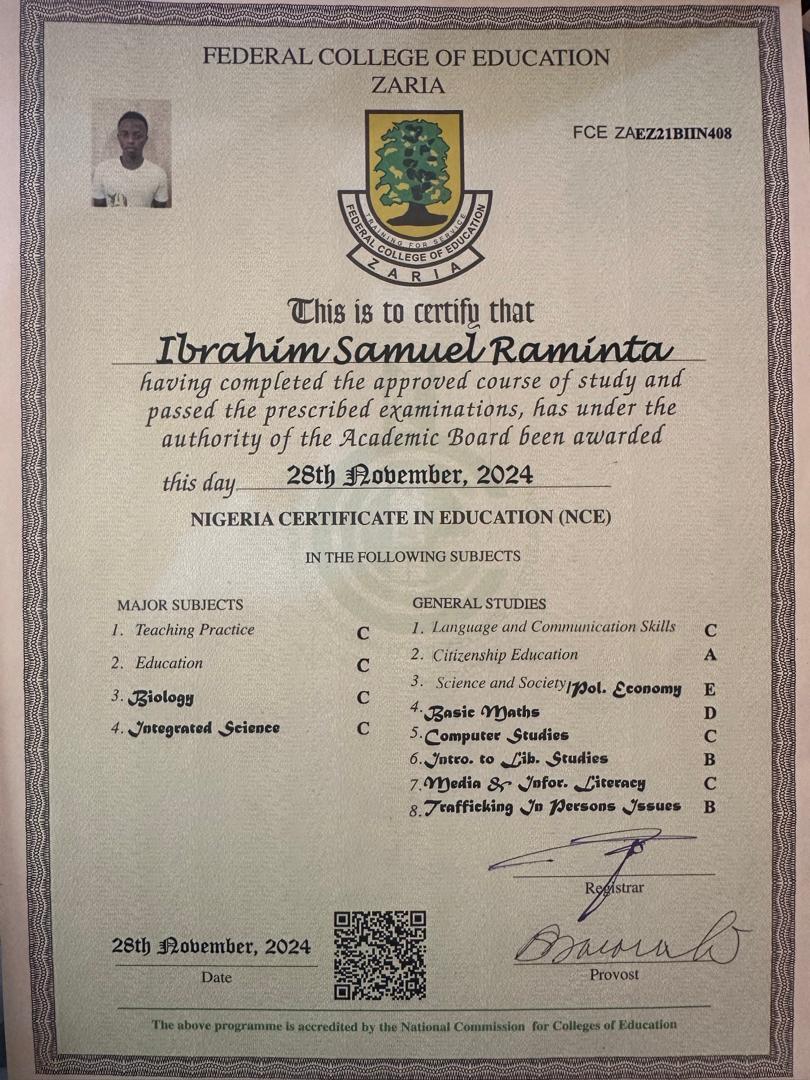 FEDERAL COLLEGE OF EDUCATION
ZARIA
FCE ZAEZ21BIIN408
TRAINING FOR SERVICE
FEDERAL COLLEGE OF EDUCATION
ZARIA
This is to certify that
Ibrahim Samuel Raminta
having completed the approved course of study and
passed the prescribed examinations, has under the
authority of the Academic Board been awarded
this day 28th November, 2024
NIGERIA CERTIFICATE IN EDUCATION (NCE)
IN THE FOLLOWING SUBJECTS
MAJOR SUBJECTS
1. Teaching Practice C
2. Education C
3. Biology C
4. Integrated Science C
GENERAL STUDIES
1. Language and Communication Skills C
2. Citizenship Education A
3. Science and Society/Pol. Economy E
4. Basic Maths D
5. Computer Studies C
6. Intro. to Lib. Studies B
7. Media & Infor. Literacy C
8. Trafficking In Persons Issues B
Registrar
28th November, 2024
Date
Provost
The above programme is accredited by the National Commission for Colleges of Education